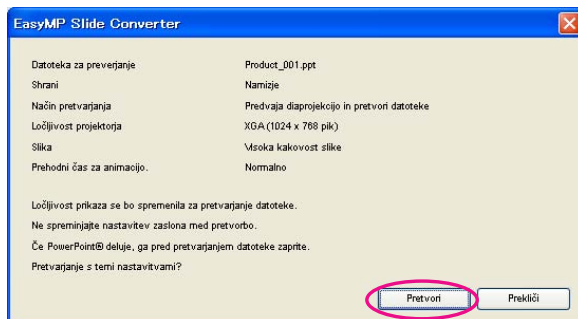 EasyMP Slide Converter
Datoteka za preverjanje Product_001.ppt
Shrani Namizje
Način pretvarjanja Predvaja diaprojekcijo in pretvori datoteke
Ločljivost projektorja XGA (1024 x 768 pik)
Slika Visoka kakovost slike
Prehodni čas za animacijo. Normalno
Ločljivost prikaza se bo spremenila za pretvarjanje datoteke.
Ne spreminjajte nastavitev zaslona med pretvorbo.
Če PowerPoint® deluje, ga pred pretvarjanjem datoteke zaprite.
Pretvarjanje s temi nastavitvami?
Pretvori Prekliči